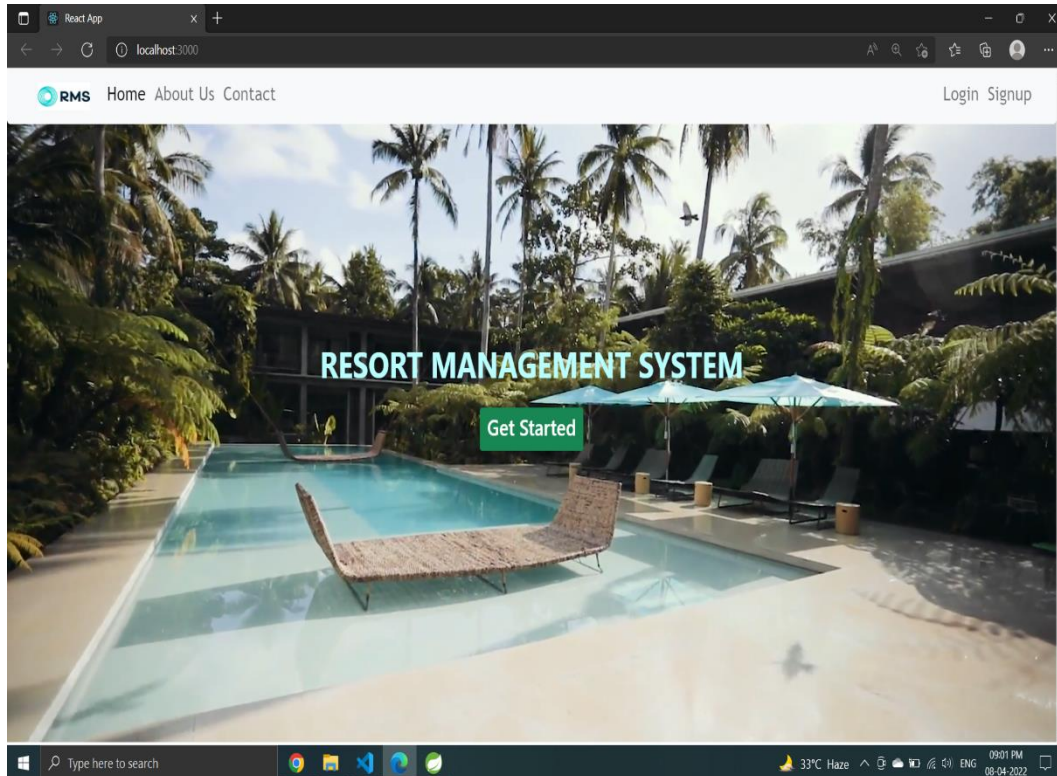 React App
localhost:3000
RMS Home About Us Contact
Login Signup
RESORT MANAGEMENT SYSTEM
Get Started
Type here to search
33°C Haze
ENG
09:01 PM
08-04-2022